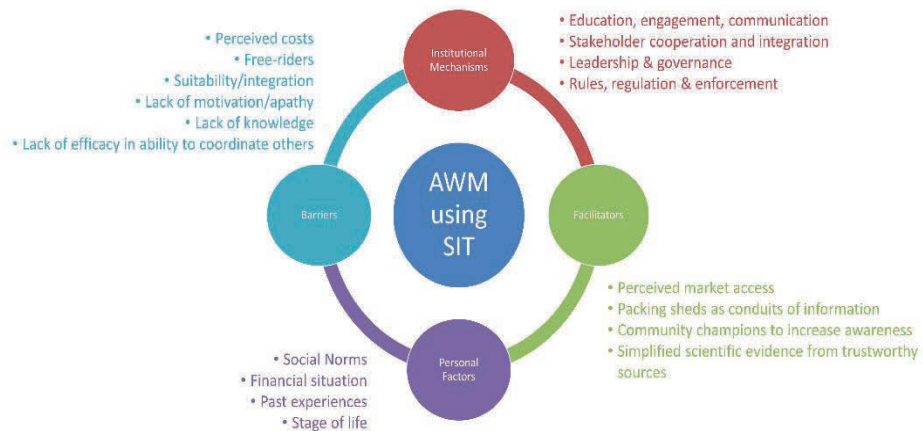 • Perceived costs
• Free-riders
• Suitability/integration
• Lack of motivation/apathy
• Lack of knowledge
• Lack of efficacy in ability to coordinate others
Institutional
Mechanisms
• Education, engagement, communication
• Stakeholder cooperation and integration
• Leadership & governance
• Rules, regulation & enforcement
Barriers
AWM
using
SIT
Facilitators
• Perceived market access
• Packing sheds as conduits of information
• Community champions to increase awareness
• Simplified scientific evidence from trustworthy
sources
• Social Norms
• Financial situation
• Past experiences
• Stage of life
Personal
Factors